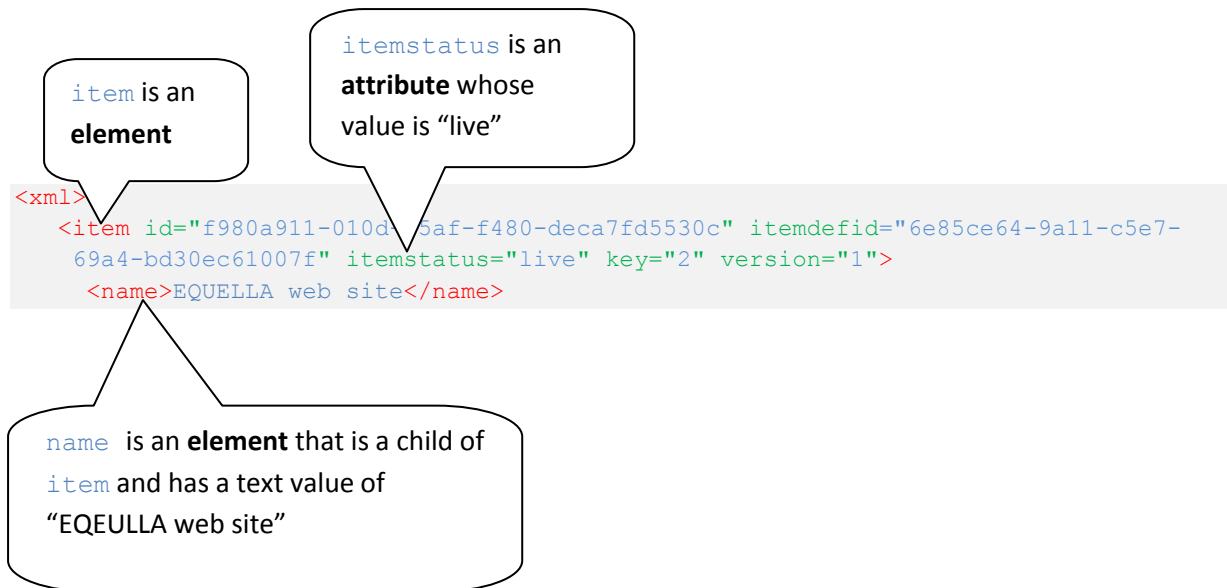 item is an
element
itemstatus is an
attribute whose
value is “live”
<xml>
<item id="f980a911-010d- 5af-f480-deca7fd5530c" itemdefid="6e85ce64-9a11-c5e7-
69a4-bd30ec61007f" itemstatus="live" key="2" version="1">
<name>EQUELLA web site</name>
name is an element that is a child of
item and has a text value of
“EQEULLA web site”